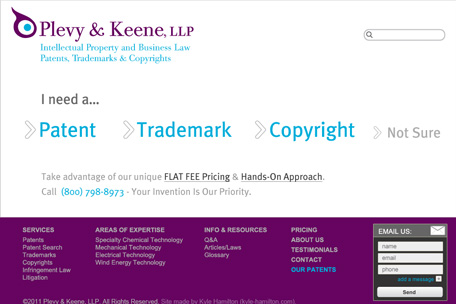 Plevy & Keene, LLP
Intellectual Property and Business Law
Patents, Trademarks & Copyrights
I need a...
Patent
Trademark
Copyright
Not Sure
Take advantage of our unique FLAT FEE Pricing & Hands-On Approach.
Call (800) 798-8973 - Your Invention Is Our Priority.
SERVICES
Patents
Patent Search
Trademarks
Copyrights
Infringement Law
Litigation
AREAS OF EXPERTISE
Specialty Chemical Technology
Mechanical Technology
Electrical Technology
Wind Energy Technology
INFO & RESOURCES
Q&A
Articles/Laws
Glossary
PRICING
ABOUT US
TESTIMONIALS
CONTACT
OUR PATENTS
EMAIL US:
name
email
phone
add a message +
Send
©2011 Plevy & Keene, LLP. All Rights Reserved. Site made by Kyle Hamilton (kyle-hamilton.com).